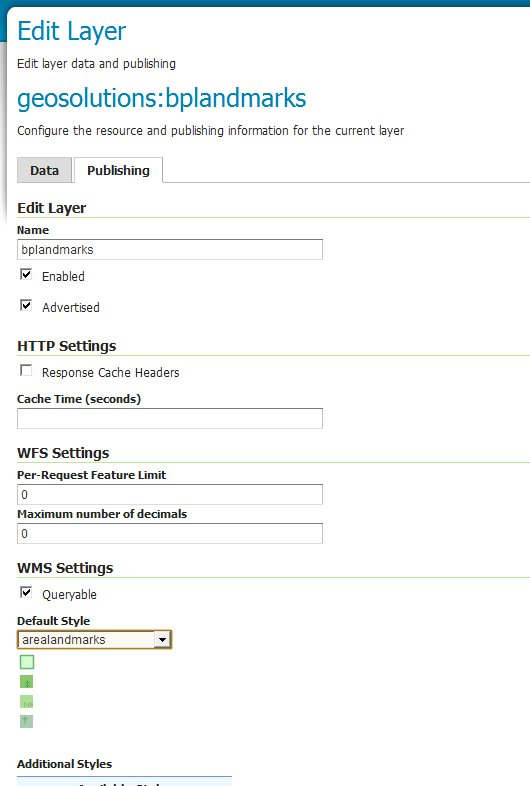 Edit Layer
Edit layer data and publishing
geosolutions:bplandmarks
Configure the resource and publishing information for the current layer
Data Publishing
Edit Layer
Name
bplandmarks
Enabled
Advertised
HTTP Settings
Response Cache Headers
Cache Time (seconds)
WFS Settings
Per-Request Feature Limit
0
Maximum number of decimals
0
WMS Settings
Queryable
Default Style
arealandmarks
Additional Styles